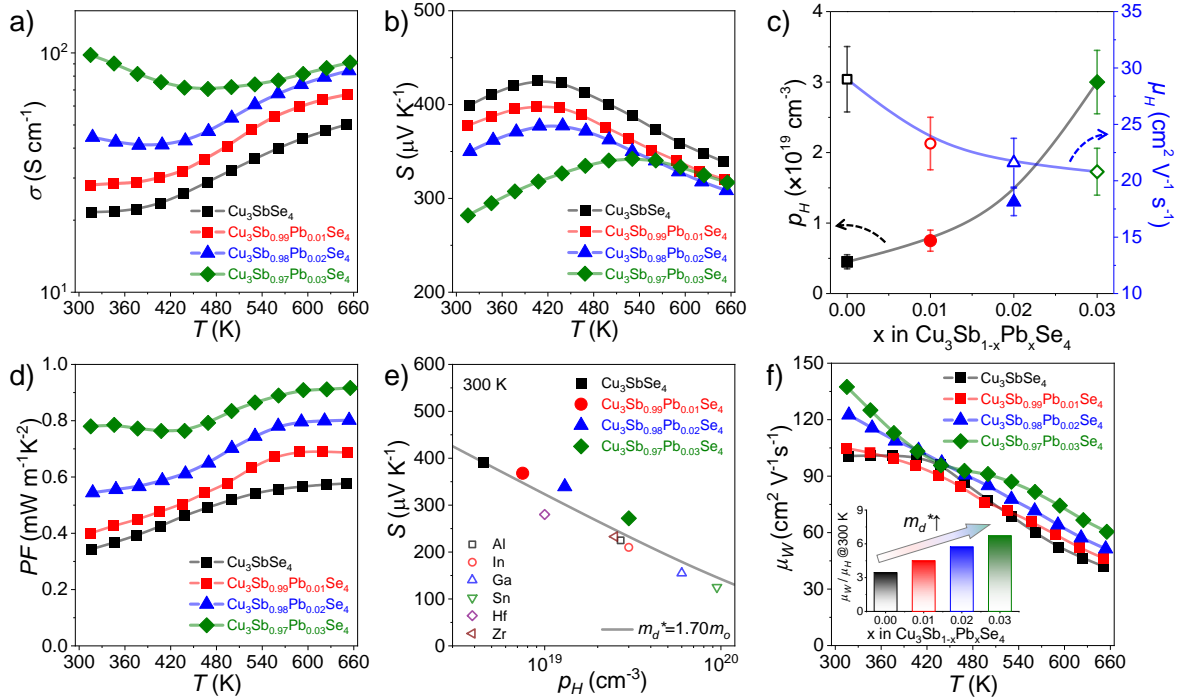 a)
σ (S cm⁻¹)
10²
10¹
Cu₃SbSe₄
Cu₃Sb₀.₉₉Pb₀.₀₁Se₄
Cu₃Sb₀.₉₈Pb₀.₀₂Se₄
Cu₃Sb₀.₉₇Pb₀.₀₃Se₄
300 360 420 480 540 600 660
T (K)
b)
S (μV K⁻¹)
500
400
300
200
Cu₃SbSe₄
Cu₃Sb₀.₉₉Pb₀.₀₁Se₄
Cu₃Sb₀.₉₈Pb₀.₀₂Se₄
Cu₃Sb₀.₉₇Pb₀.₀₃Se₄
300 360 420 480 540 600 660
T (K)
c)
p_H (×10¹⁹ cm⁻³)
4
3
2
1
0
35
30
25
20
15
10
μ_H (cm² V⁻¹ s⁻¹)
0.00 0.01 0.02 0.03
x in Cu₃Sb₁₋ₓPbₓSe₄
d)
PF (mW m⁻¹K⁻²)
1.0
0.8
0.6
0.4
0.2
0.0
Cu₃SbSe₄
Cu₃Sb₀.₉₉Pb₀.₀₁Se₄
Cu₃Sb₀.₉₈Pb₀.₀₂Se₄
Cu₃Sb₀.₉₇Pb₀.₀₃Se₄
300 360 420 480 540 600 660
T (K)
e)
S (μV K⁻¹)
600
500
400
300
200
100
0
300 K
Cu₃SbSe₄
Cu₃Sb₀.₉₉Pb₀.₀₁Se₄
Cu₃Sb₀.₉₈Pb₀.₀₂Se₄
Cu₃Sb₀.₉₇Pb₀.₀₃Se₄
Al
In
Ga
Sn
Hf
Zr
m_d*=1.70m_o
10¹⁹ 10²⁰
p_H (cm⁻³)
f)
μ_W (cm² V⁻¹s⁻¹)
180
150
120
90
60
30
0
Cu₃SbSe₄
Cu₃Sb₀.₉₉Pb₀.₀₁Se₄
Cu₃Sb₀.₉₈Pb₀.₀₂Se₄
Cu₃Sb₀.₉₇Pb₀.₀₃Se₄
μ_W / μ_H @300 K
9
6
3
0
m_d*↑
0.00 0.01 0.02 0.03
x in Cu₃Sb₁₋ₓPbₓSe₄
300 360 420 480 540 600 660
T (K)